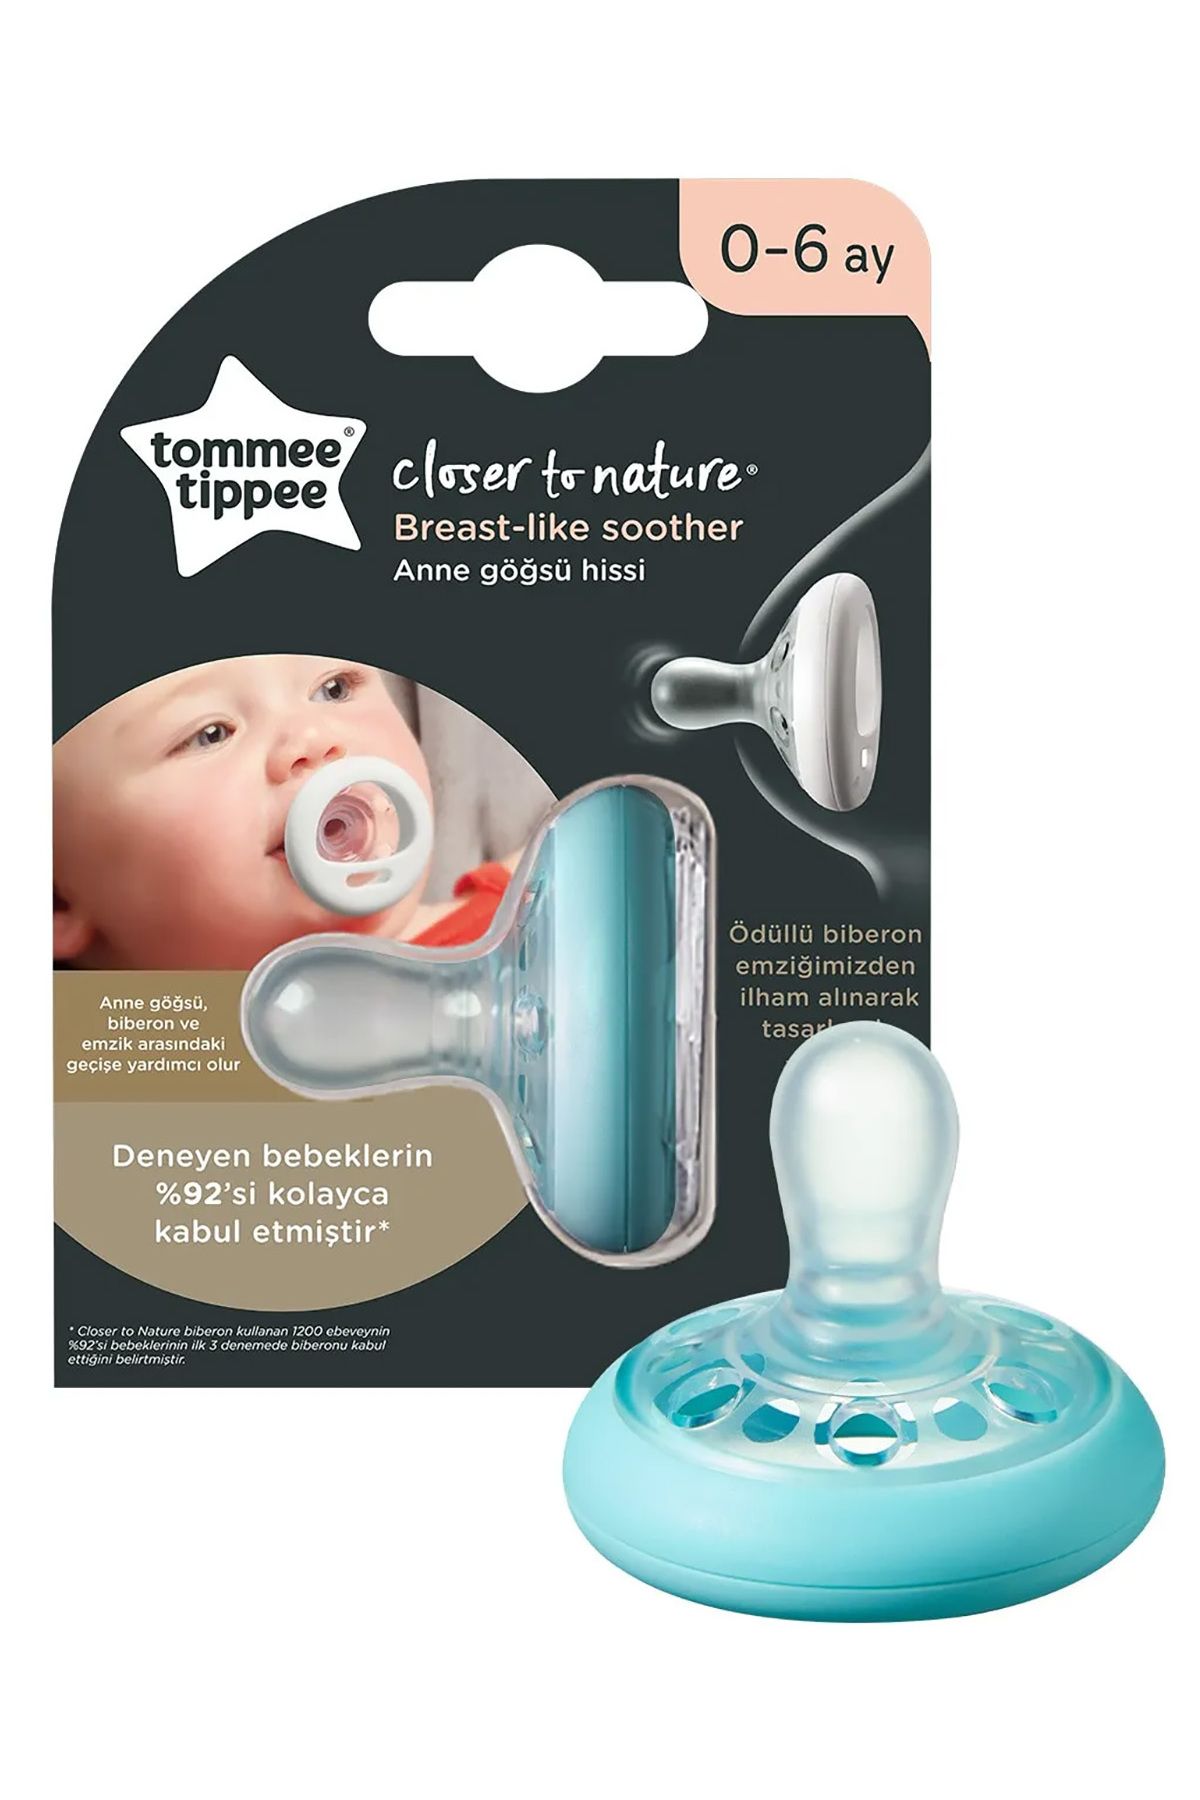 0-6 ay
tommee®
tippee
closer to nature®
Breast-like soother
Anne göğsü hissi
Ödüllü biberon
emziğimizden
ilham alınarak
Anne göğsü,
biberon ve
emzik arasındaki
geçişe yardımcı olur
Deneyen bebeklerin
%92'si kolayca
kabul etmiştir*
* Closer to Nature biberon kullanan 1200 ebeveynin
%92'si bebeklerinin ilk 3 denemede biberonu kabul
ettiğini belirtmiştir.